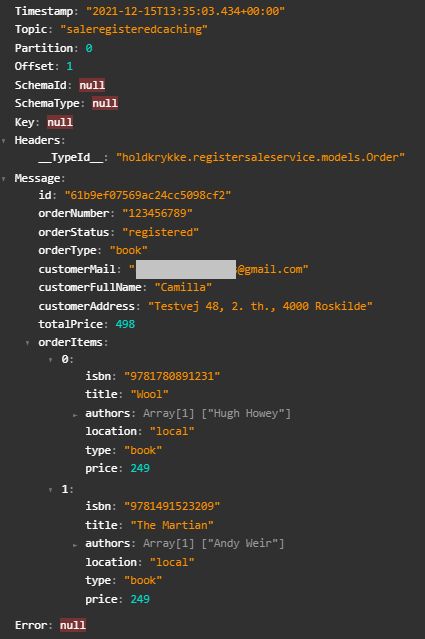 Timestamp: "2021-12-15T13:35:03.434+00:00"
Topic: "saleregisteredcaching"
Partition: 0
Offset: 1
SchemaId: null
SchemaType: null
Key: null
Headers:
__TypeId__: "holdkrykke.registersaleservice.models.Order"
Message:
id: "61b9ef07569ac24cc5098cf2"
orderNumber: "123456789"
orderStatus: "registered"
orderType: "book"
customerMail: "@gmail.com"
customerFullName: "Camilla"
customerAddress: "Testvej 48, 2. th., 4000 Roskilde"
totalPrice: 498
orderItems:
0:
isbn: "9781780891231"
title: "Wool"
authors: Array[1] ["Hugh Howey"]
location: "local"
type: "book"
price: 249
1:
isbn: "9781491523209"
title: "The Martian"
authors: Array[1] ["Andy Weir"]
location: "local"
type: "book"
price: 249
Error: null